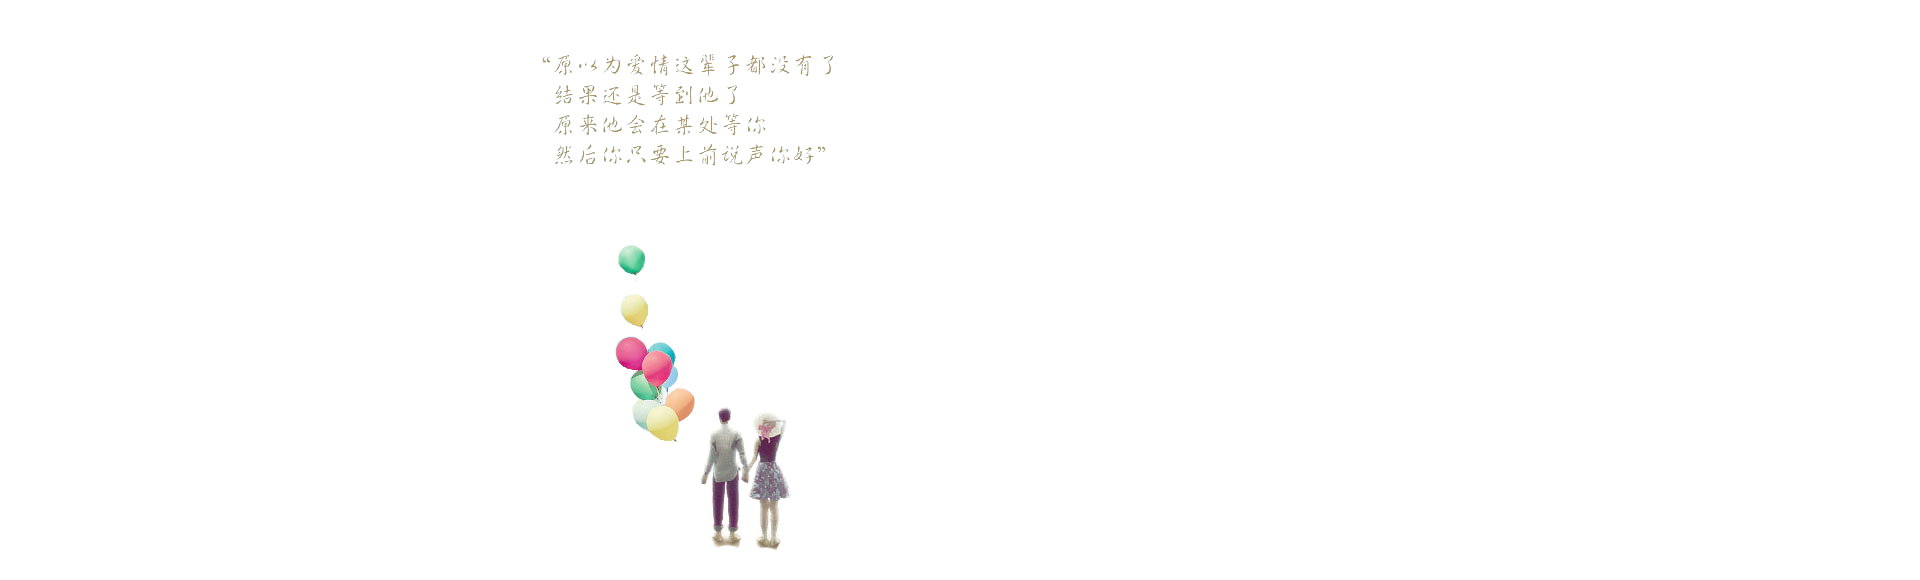 “原以为爱情这辈子都没有了
结果还是等到他了
原来他会在某处等你
然后你只要上前说声你好”